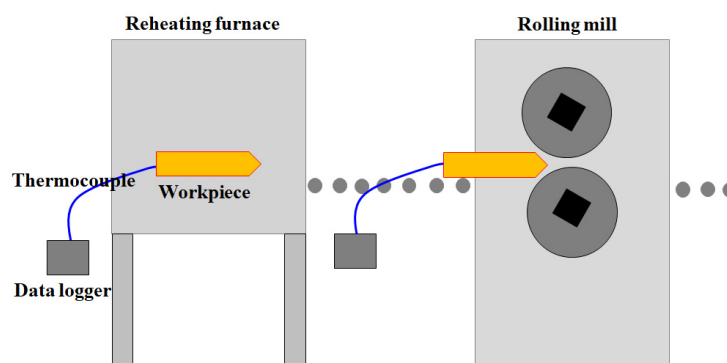 Reheating furnace
Rolling mill
Thermocouple
Workpiece
Data logger